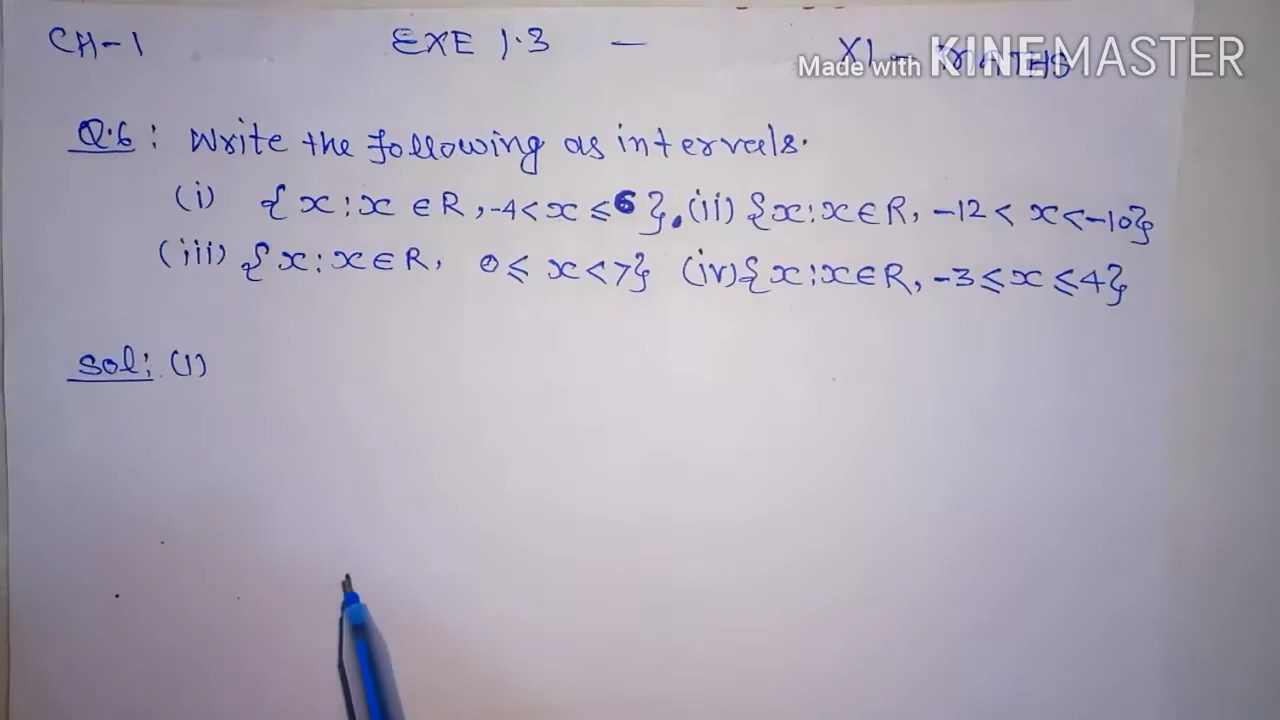 CH-1 EXE 1.3 — XI - MATHS
Made with KINEMASTER
Q.6: Write the following as intervals.
(i) {x:x ∈R, -4< x ≤6}. (ii) {x:x∈R, -12< x<-10}
(iii) {x:x∈R, 0≤ x<7} (iv){x:x∈R, -3≤x≤4}
Sol: (1)